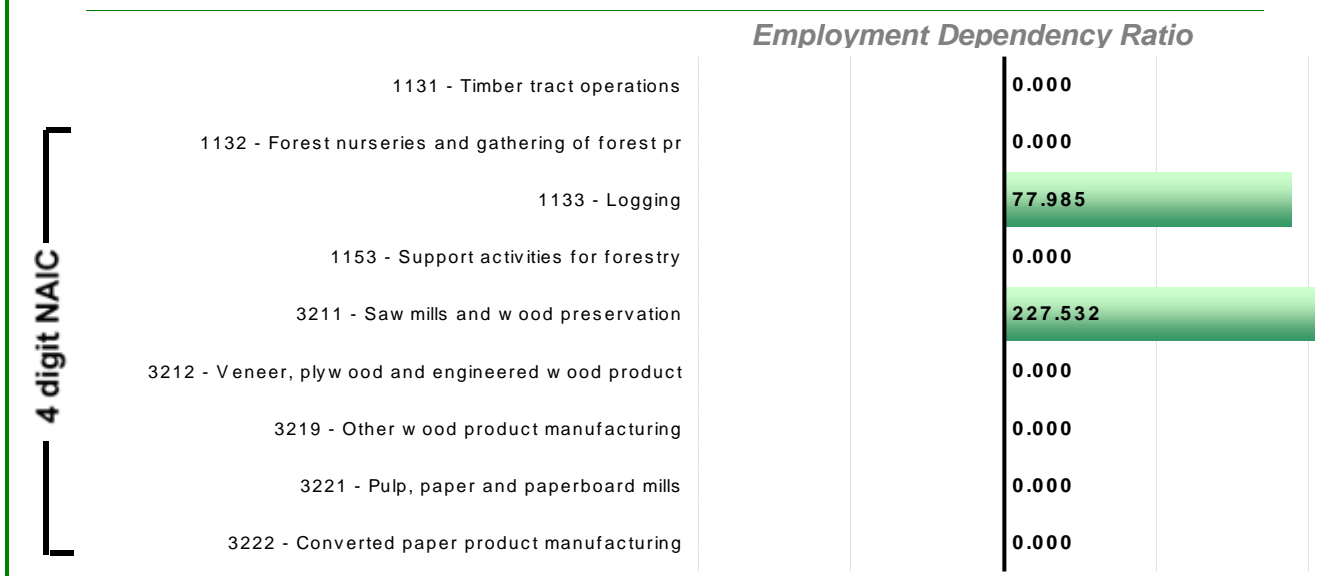 Employment Dependency Ratio
1131 - Timber tract operations 0.000
1132 - Forest nurseries and gathering of forest pr 0.000
1133 - Logging 77.985
1153 - Support activities for forestry 0.000
3211 - Saw mills and w ood preservation 227.532
3212 - Veneer, plyw ood and engineered w ood product 0.000
3219 - Other w ood product manufacturing 0.000
3221 - Pulp, paper and paperboard mills 0.000
3222 - Converted paper product manufacturing 0.000
4 digit NAIC